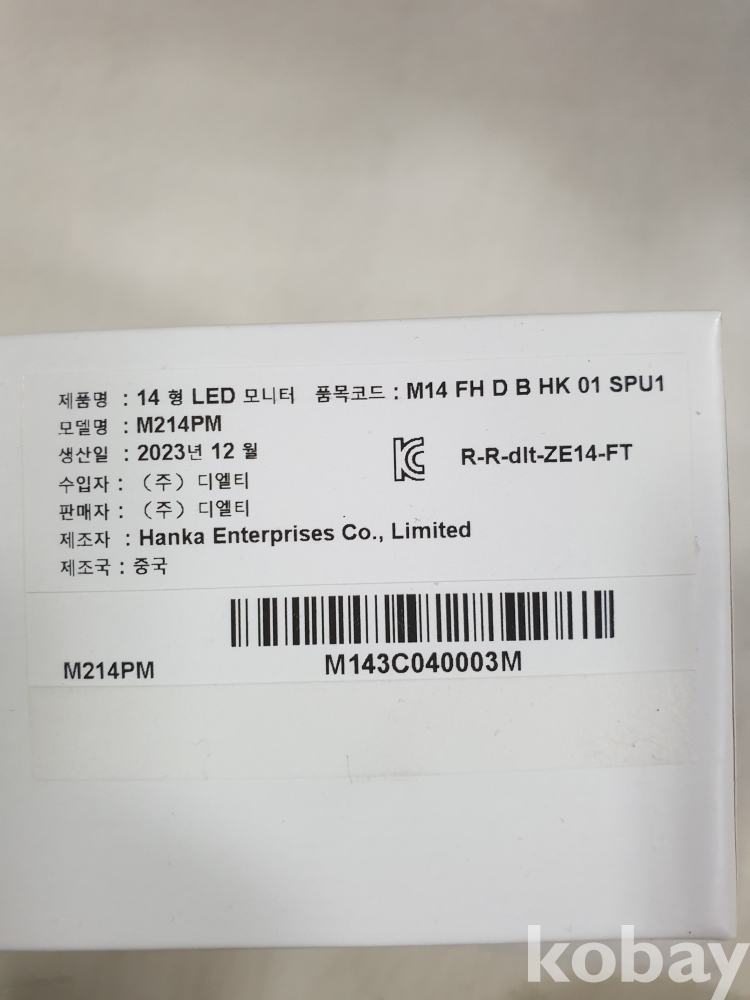 제품명 : 14 형 LED 모니터 품목코드 : M14 FH D B HK 01 SPU1
모델명 : M214PM
생산일 : 2023년 12 월
R-R-dlt-ZE14-FT
수입자 : (주) 디엘티
판매자 : (주) 디엘티
제조자 : Hanka Enterprises Co., Limited
제조국 : 중국
M214PM
M143C040003M
kobay